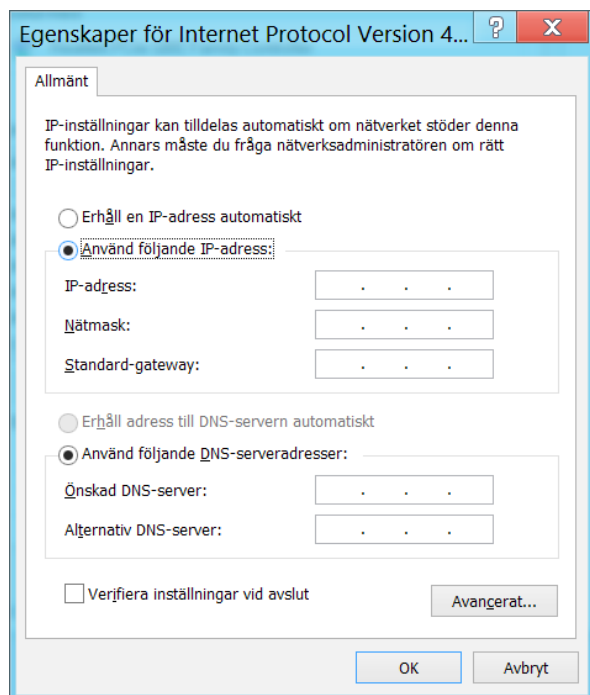 Egenskaper för Internet Protocol Version 4...
Allmänt
IP-inställningar kan tilldelas automatiskt om nätverket stöder denna
funktion. Annars måste du fråga nätverksadministratören om rätt
IP-inställningar.
Erhåll en IP-adress automatiskt
Använd följande IP-adress:
IP-adress: . . .
Nätmask: . . .
Standard-gateway: . . .
Erhåll adress till DNS-servern automatiskt
Använd följande DNS-serveradresser:
Önskad DNS-server: . . .
Alternativ DNS-server: . . .
Verifiera inställningar vid avslut
Avancerat...
OK Avbryt